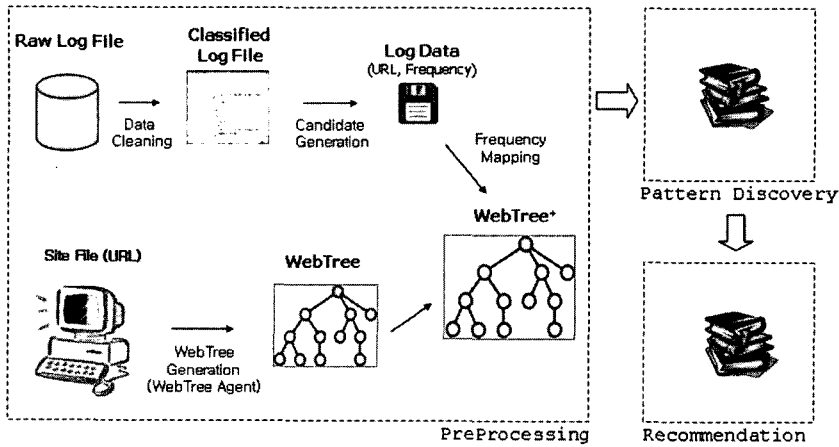 Raw Log File
Classified
Log File
Log Data
(URL, Frequency)
Data
Cleaning
Candidate
Generation
Frequency
Mapping
Pattern Discovery
WebTree+
Site File (URL)
WebTree
WebTree
Generation
(WebTree Agent)
PreProcessing
Recommendation